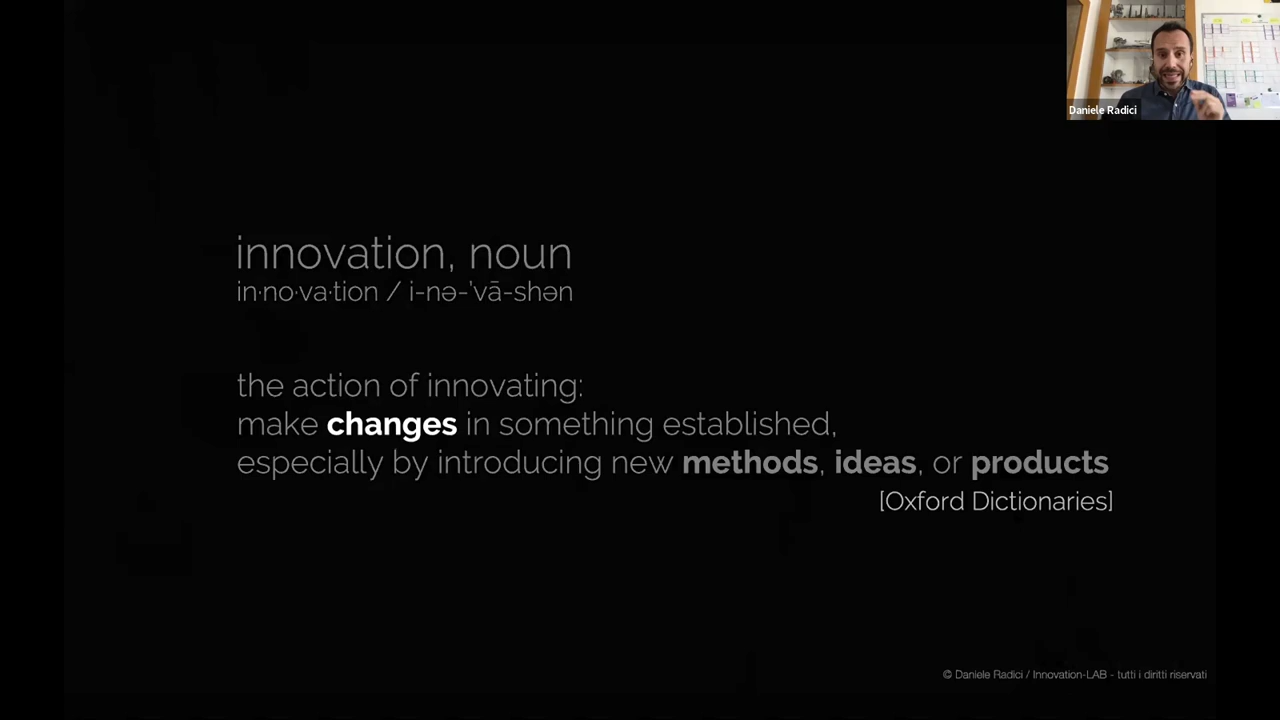 Daniele Radici
innovation, noun
in·no·va·tion / i-nə-ˈvā-shən
the action of innovating:
make changes in something established,
especially by introducing new methods, ideas, or products
[Oxford Dictionaries]
© Daniele Radici / Innovation-LAB - tutti i diritti riservati